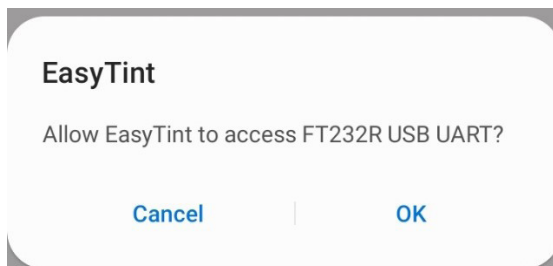 EasyTint
Allow EasyTint to access FT232R USB UART?
Cancel
OK